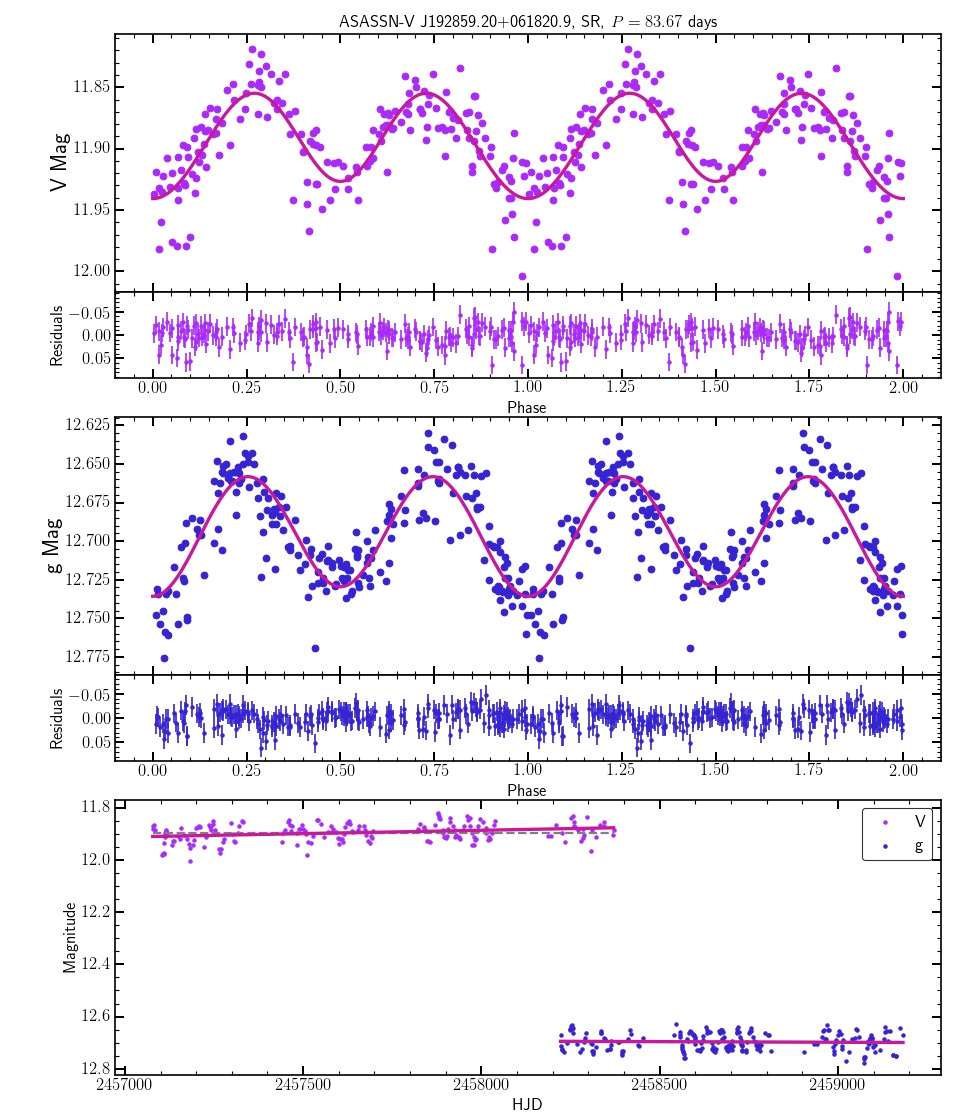 ASASSN-V J192859.20+061820.9, SR, P = 83.67 days
11.85
11.90
11.95
12.00
V Mag
−0.05
0.00
0.05
Residuals
0.00 0.25 0.50 0.75 1.00 1.25 1.50 1.75 2.00
Phase
12.625
12.650
12.675
12.700
12.725
12.750
12.775
g Mag
−0.05
0.00
0.05
Residuals
0.00 0.25 0.50 0.75 1.00 1.25 1.50 1.75 2.00
Phase
11.8
12.0
12.2
12.4
12.6
12.8
Magnitude
V
g
2457000 2457500 2458000 2458500 2459000
HJD